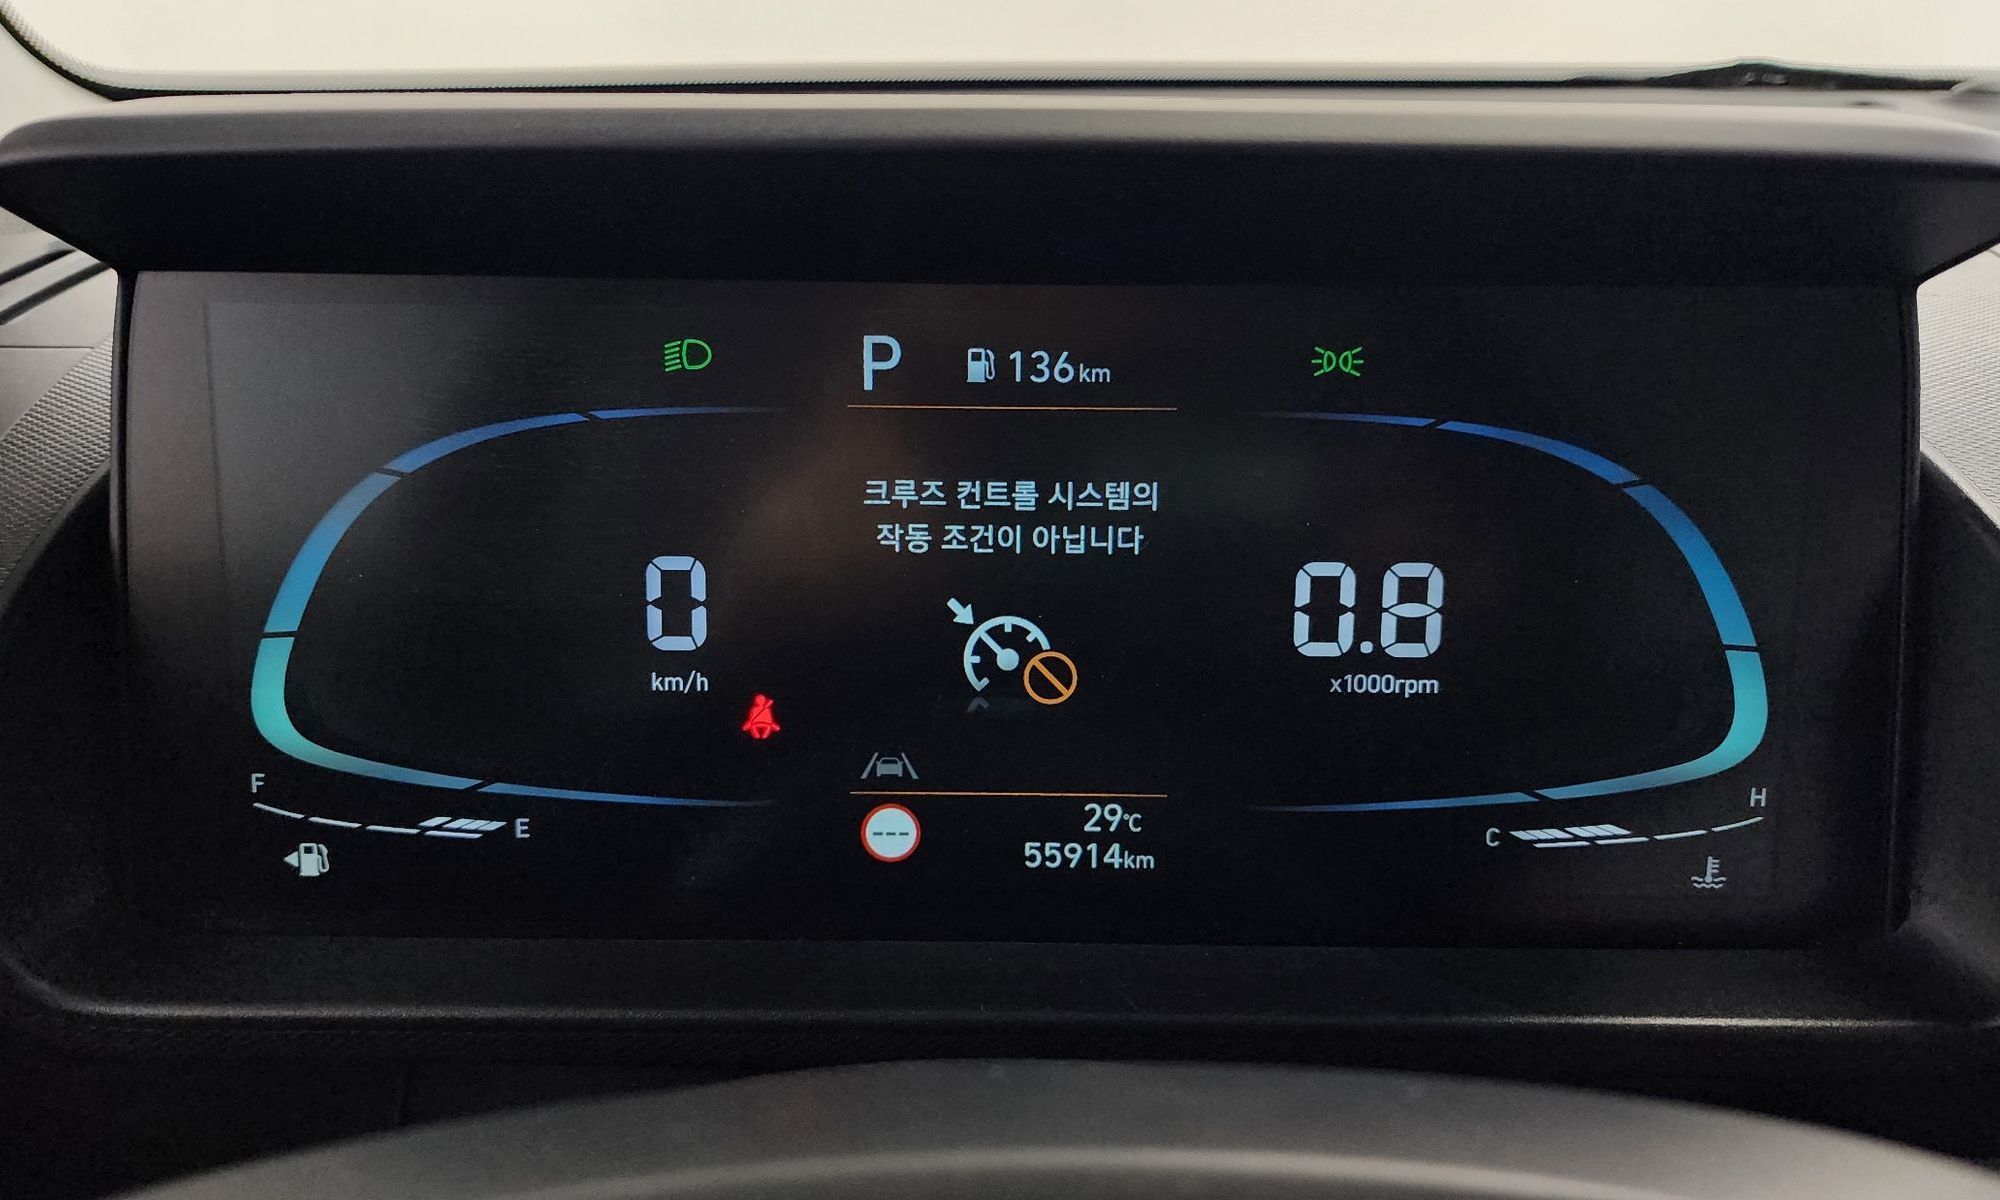 P 136km
크루즈 컨트롤 시스템의
작동 조건이 아닙니다
0
km/h
0.8
x1000rpm
F
E
---
29°C
55914km
C
H